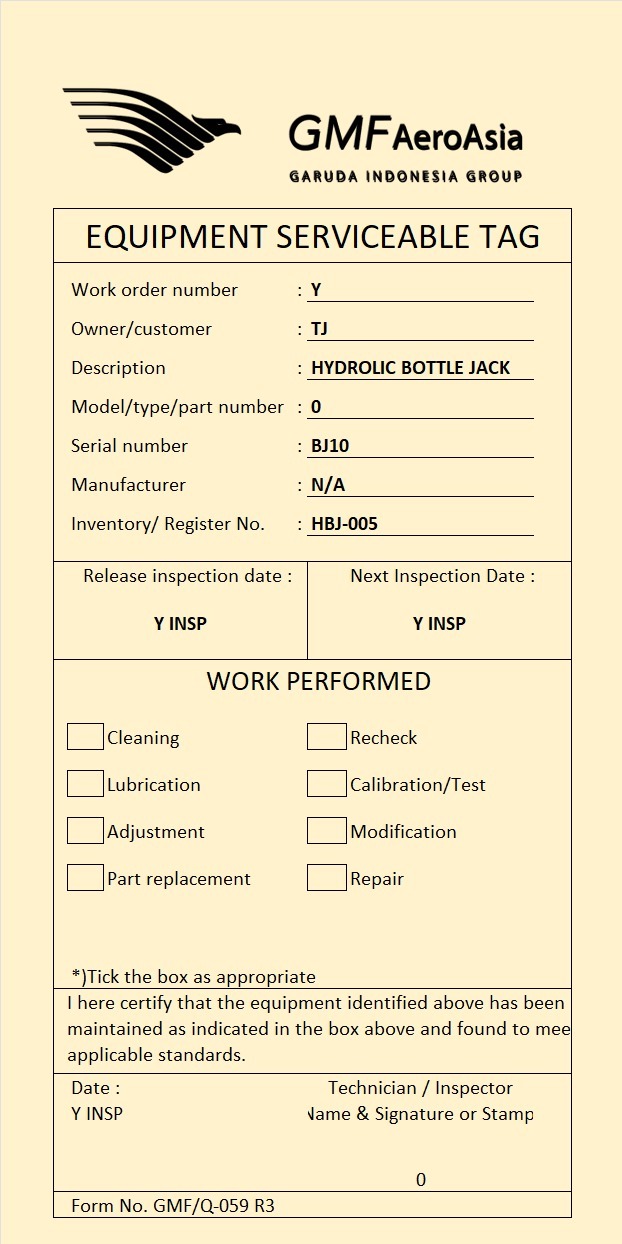 GMF AeroAsia
GARUDA INDONESIA GROUP
EQUIPMENT SERVICEABLE TAG
Work order number : Y
Owner/customer : TJ
Description : HYDROLIC BOTTLE JACK
Model/type/part number : 0
Serial number : BJ10
Manufacturer : N/A
Inventory/ Register No. : HBJ-005
Release inspection date : Next Inspection Date :
Y INSP Y INSP
WORK PERFORMED
Cleaning Recheck
Lubrication Calibration/Test
Adjustment Modification
Part replacement Repair
*)Tick the box as appropriate
I here certify that the equipment identified above has been
maintained as indicated in the box above and found to mee
applicable standards.
Date : Technician / Inspector
Y INSP Name & Signature or Stamp
0
Form No. GMF/Q-059 R3